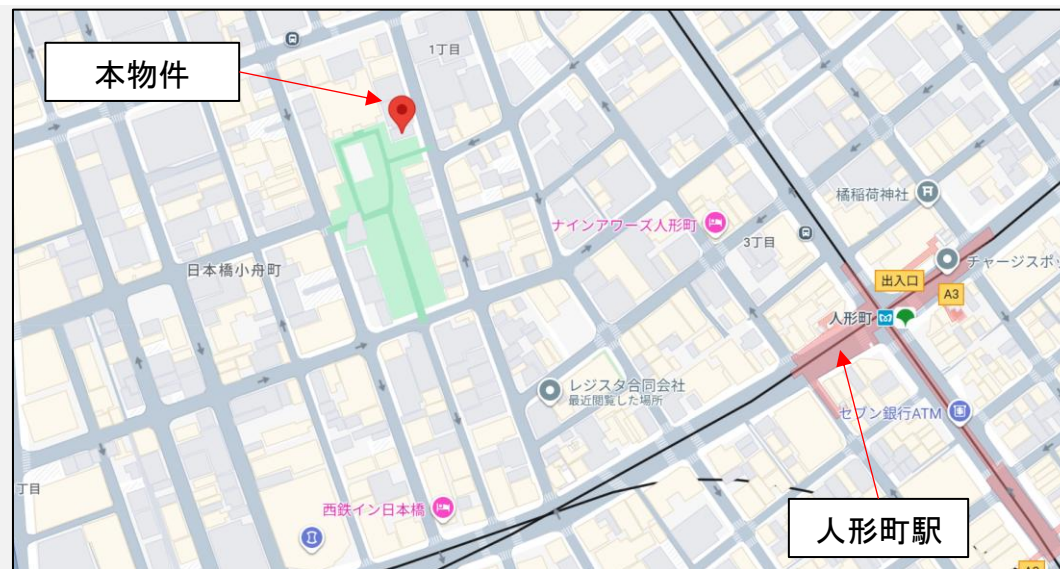 1丁目
本物件
橘稲荷神社
ナインアワーズ人形町
3丁目
日本橋小舟町
チャージスポッ
出入口
A3
人形町
レジスタ合同会社
最近閲覧した場所
セブン銀行ATM
丁目
西鉄イン日本橋
人形町駅